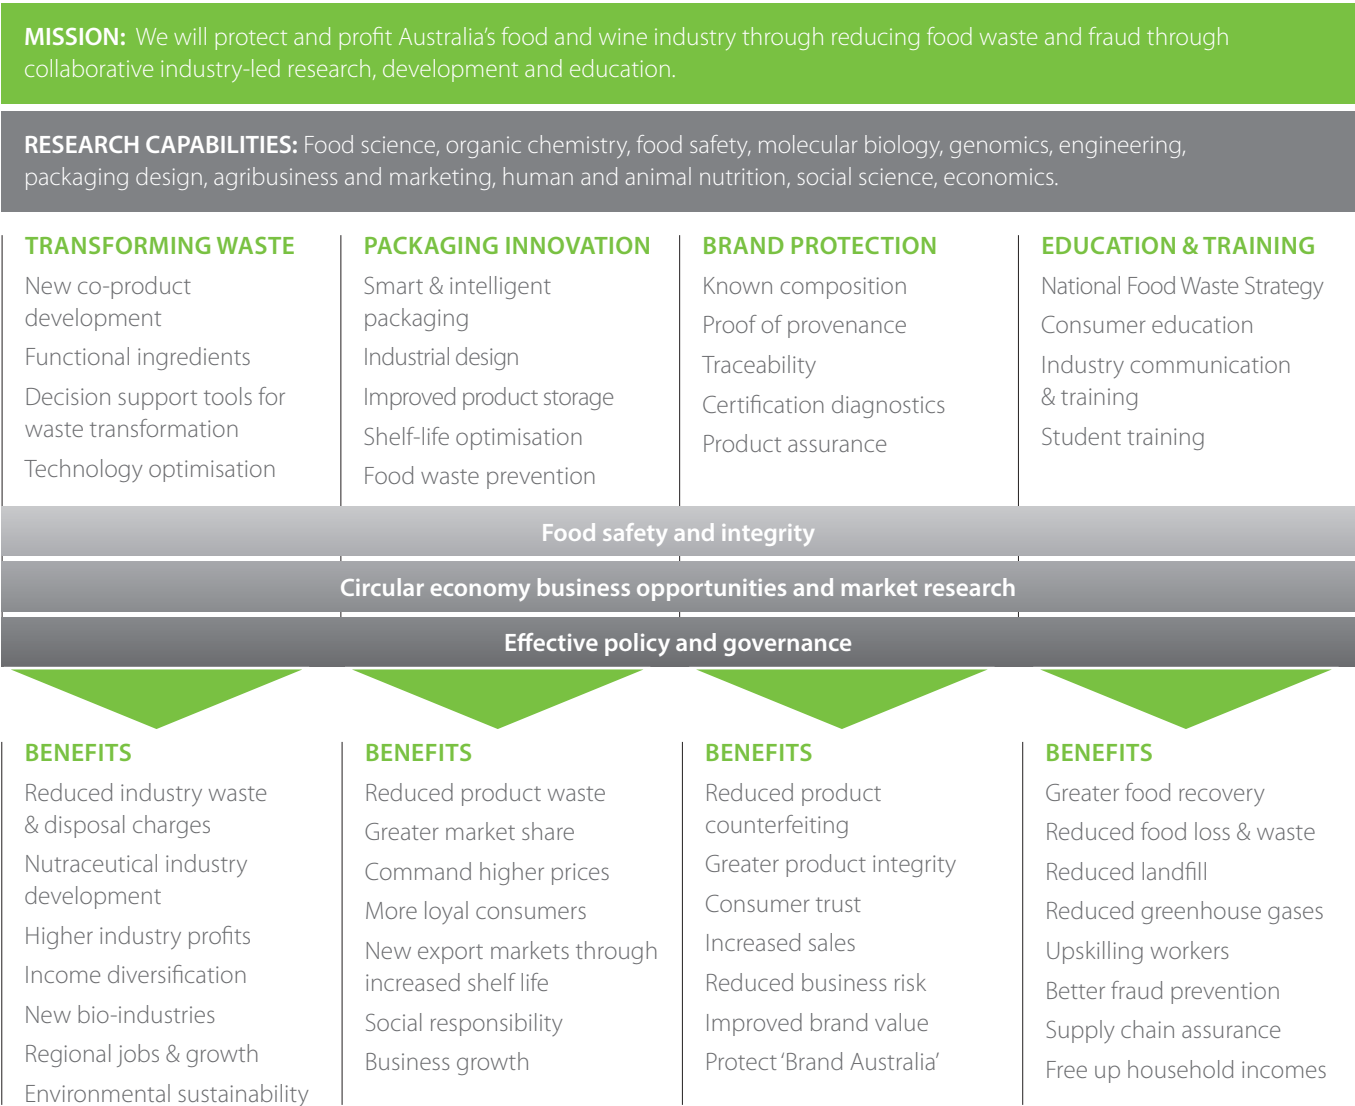 MISSION: We will protect and profit Australia's food and wine industry through reducing food waste and fraud through
collaborative industry-led research, development and education.
RESEARCH CAPABILITIES: Food science, organic chemistry, food safety, molecular biology, genomics, engineering,
packaging design, agribusiness and marketing, human and animal nutrition, social science, economics.
TRANSFORMING WASTE
New co-product
development
Functional ingredients
Decision support tools for
waste transformation
Technology optimisation
PACKAGING INNOVATION
Smart & intelligent
packaging
Industrial design
Improved product storage
Shelf-life optimisation
Food waste prevention
BRAND PROTECTION
Known composition
Proof of provenance
Traceability
Certification diagnostics
Product assurance
EDUCATION & TRAINING
National Food Waste Strategy
Consumer education
Industry communication
& training
Student training
Food safety and integrity
Circular economy business opportunities and market research
Effective policy and governance
BENEFITS
Reduced industry waste
& disposal charges
Nutraceutical industry
development
Higher industry profits
Income diversification
New bio-industries
Regional jobs & growth
Environmental sustainability
BENEFITS
Reduced product waste
Greater market share
Command higher prices
More loyal consumers
New export markets through
increased shelf life
Social responsibility
Business growth
BENEFITS
Reduced product
counterfeiting
Greater product integrity
Consumer trust
Increased sales
Reduced business risk
Improved brand value
Protect 'Brand Australia'
BENEFITS
Greater food recovery
Reduced food loss & waste
Reduced landfill
Reduced greenhouse gases
Upskilling workers
Better fraud prevention
Supply chain assurance
Free up household incomes